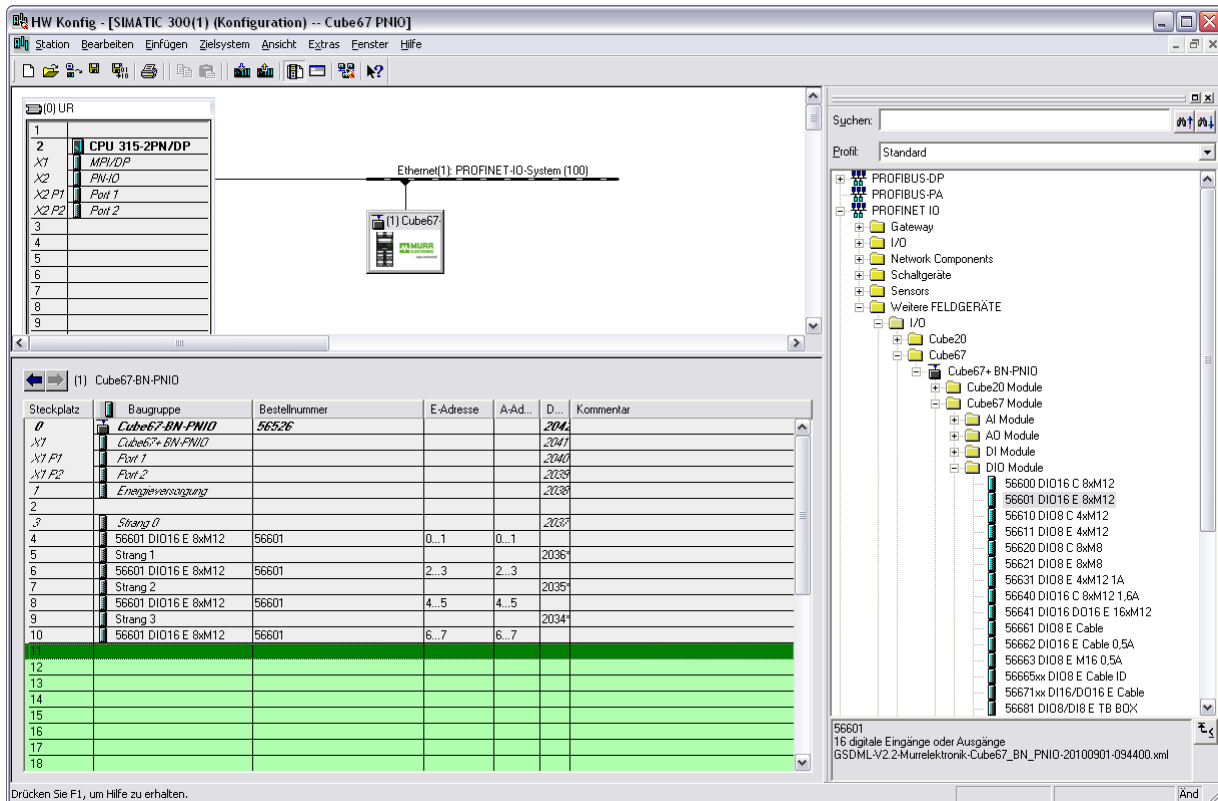 HW Konfig - [SIMATIC 300(1) (Konfiguration) -- Cube67 PNIO]
Station Bearbeiten Einfügen Zielsystem Ansicht Extras Fenster Hilfe
(0) UR
1
2 CPU 315-2PN/DP
X1 MPI/DP
X2 PN-IO
X2 P1 Port 1
X2 P2 Port 2
3
4
5
6
7
8
9
Ethernet(1): PROFINET-IO-System (100)
(1) Cube67-
MURR
ELEKTRONIK
stay connected
Suchen:
Profil: Standard
PROFIBUS-DP
PROFIBUS-PA
PROFINET IO
Gateway
I/O
Network Components
Schaltgeräte
Sensors
Weitere FELDGERÄTE
I/O
Cube20
Cube67
Cube67+ BN-PNIO
Cube20 Module
Cube67 Module
AI Module
AO Module
DI Module
DIO Module
56600 DIO16 C 8xM12
56601 DIO16 E 8xM12
56610 DIO8 C 4xM12
56611 DIO8 E 4xM12
56620 DIO8 C 8xM8
56621 DIO8 E 8xM8
56631 DIO8 E 4xM12 1A
56640 DIO16 C 8xM12 1,6A
56641 DIO16 DO16 E 16xM12
56661 DIO8 E Cable
56662 DIO16 E Cable 0,5A
56663 DIO8 E M16 0,5A
56665xx DIO8 E Cable ID
56671xx DI16/DO16 E Cable
56681 DIO8/DI8 E TB BOX
56601
16 digitale Eingänge oder Ausgänge
GSDML-V2.2-Murrelektronik-Cube67_BN_PNIO-20100901-094400.xml
(1) Cube67-BN-PNIO
Steckplatz Baugruppe Bestellnummer E-Adresse A-Ad... D... Kommentar
0 Cube67-BN-PNIO 56526 2042
X1 Cube67+ BN-PNIO 2041
X1 P1 Port 1 2040
X1 P2 Port 2 2039
1 Energieversorgung 2038
2
3 Strang 0 2037
4 56601 DIO16 E 8xM12 56601 0...1 0...1
5 Strang 1 2036*
6 56601 DIO16 E 8xM12 56601 2...3 2...3
7 Strang 2 2035*
8 56601 DIO16 E 8xM12 56601 4...5 4...5
9 Strang 3 2034*
10 56601 DIO16 E 8xM12 56601 6...7 6...7
11
12
13
14
15
16
17
18
Drücken Sie F1, um Hilfe zu erhalten.
Änd